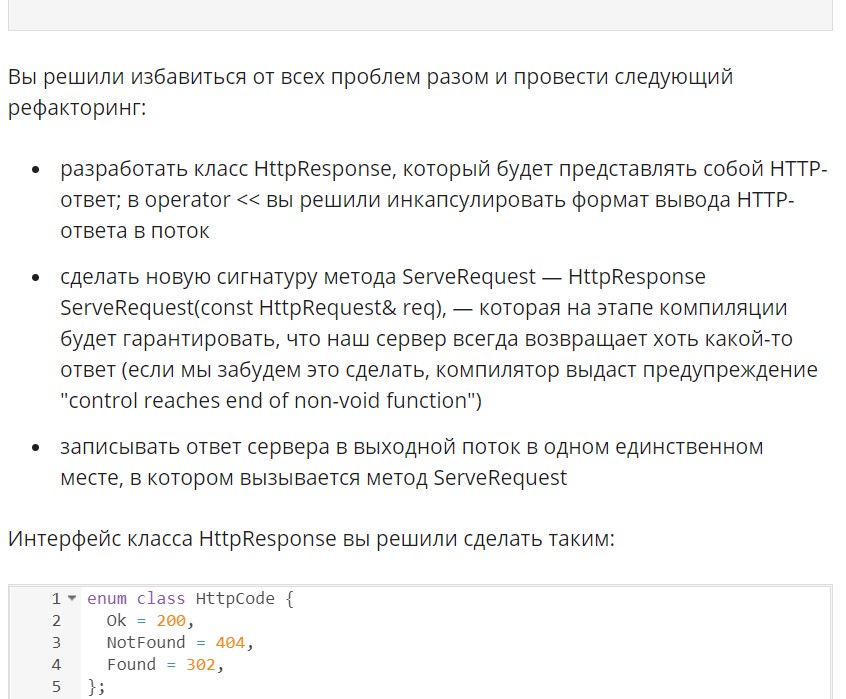 Вы решили избавиться от всех проблем разом и провести следующий
рефакторинг:
• разработать класс HttpResponse, который будет представлять собой HTTP-
ответ; в operator << вы решили инкапсулировать формат вывода HTTP-
ответа в поток
• сделать новую сигнатуру метода ServeRequest — HttpResponse
ServeRequest(const HttpRequest& req), — которая на этапе компиляции
будет гарантировать, что наш сервер всегда возвращает хоть какой-то
ответ (если мы забудем это сделать, компилятор выдаст предупреждение
"control reaches end of non-void function")
• записывать ответ сервера в выходной поток в одном единственном
месте, в котором вызывается метод ServeRequest
Интерфейс класса HttpResponse вы решили сделать таким:
1 enum class HttpCode {
2   Ok = 200,
3   NotFound = 404,
4   Found = 302,
5 };